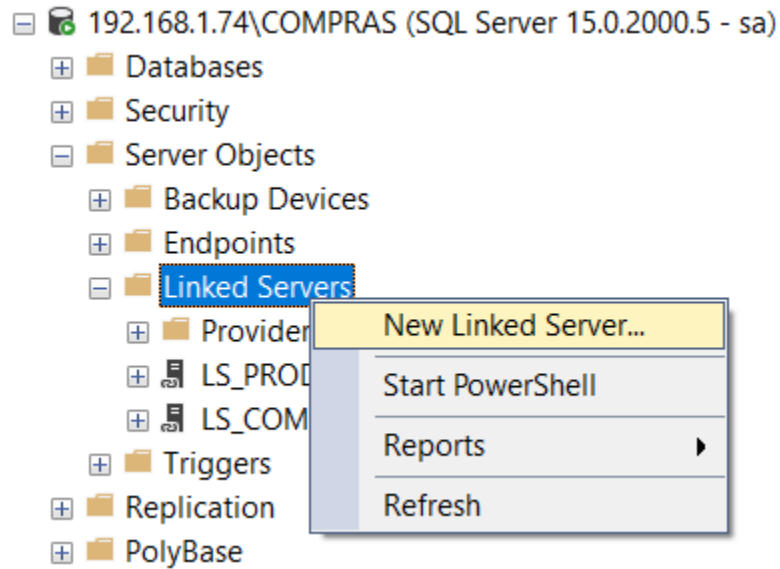 192.168.1.74\COMPRAS (SQL Server 15.0.2000.5 - sa)
Databases
Security
Server Objects
Backup Devices
Endpoints
Linked Servers
Provider
New Linked Server...
LS_PROD
Start PowerShell
LS_COM
Reports
Triggers
Refresh
Replication
PolyBase